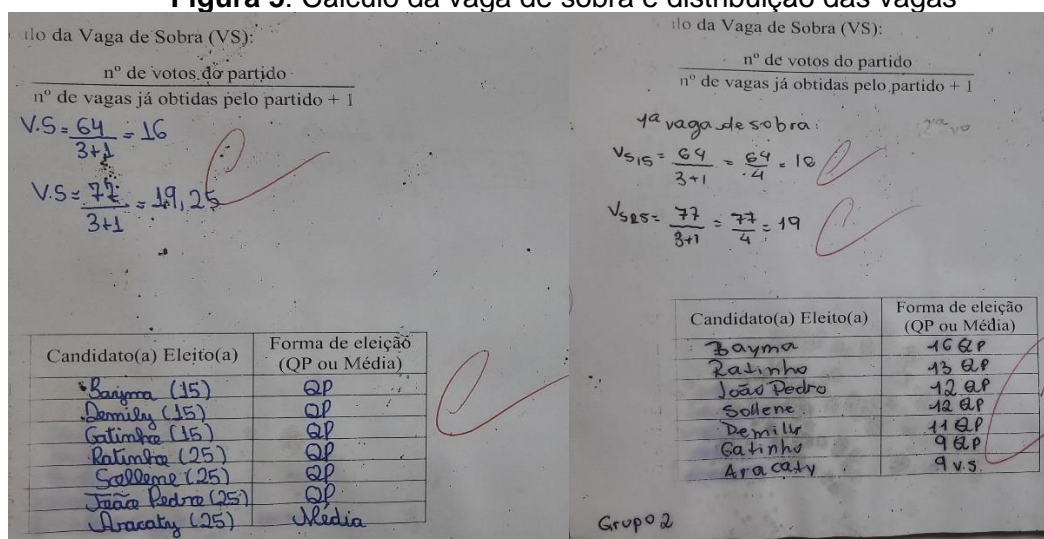 Figura 5: Cálculo da vaga de sobra e distribuição das vagas
ulo da Vaga de Sobra (VS):
nº de votos do partido
nº de vagas já obtidas pelo partido + 1
V.S = 64 / 3+1 = 16
V.S = 77 / 3+1 = 19,25
Candidato(a) Eleito(a) Forma de eleição (QP ou Média)
Bayma (15) QP
Demily (15) QP
Gatinho (15) QP
Ratinho (25) QP
Sollene (25) QP
João Pedro (25) QP
Aracaty (25) Média
ulo da Vaga de Sobra (VS):
nº de votos do partido
nº de vagas já obtidas pelo partido + 1
1ª vaga de sobra:
VS15 = 64 / 3+1 = 64 / 4 = 16
VS25 = 77 / 3+1 = 77 / 4 = 19
Candidato(a) Eleito(a) Forma de eleição (QP ou Média)
Bayma 16 QP
Ratinho 13 QP
João Pedro 12 QP
Sollene 12 QP
Demilly 11 QP
Gatinho 9 QP
Aracaty 9 v.s.
Grupo 2